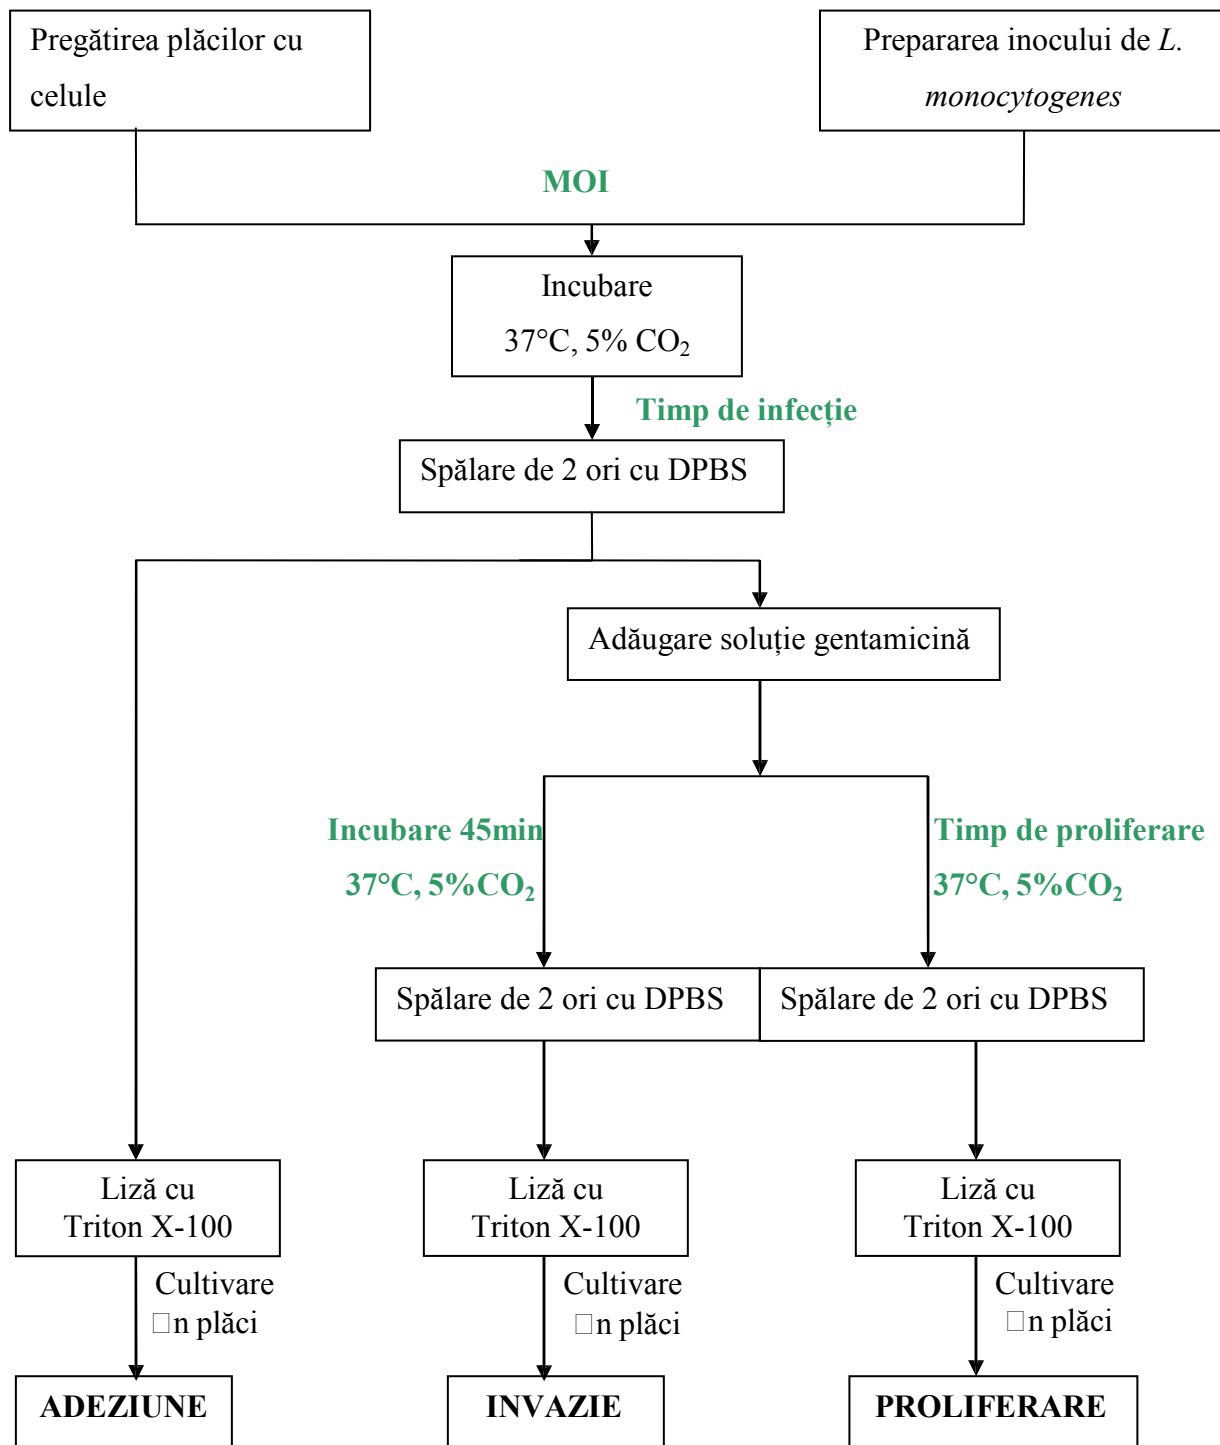 Pregătirea plăcilor cu
celule
Prepararea inocului de L.
monocytogenes
MOI
Incubare
37°C, 5% CO₂
Timp de infecție
Spălare de 2 ori cu DPBS
Adăugare soluție gentamicină
Incubare 45min
37°C, 5%CO₂
Timp de proliferare
37°C, 5%CO₂
Spălare de 2 ori cu DPBS
Spălare de 2 ori cu DPBS
Liză cu
Triton X-100
Liză cu
Triton X-100
Liză cu
Triton X-100
Cultivare
□n plăci
Cultivare
□n plăci
Cultivare
□n plăci
ADEZIUNE
INVAZIE
PROLIFERARE